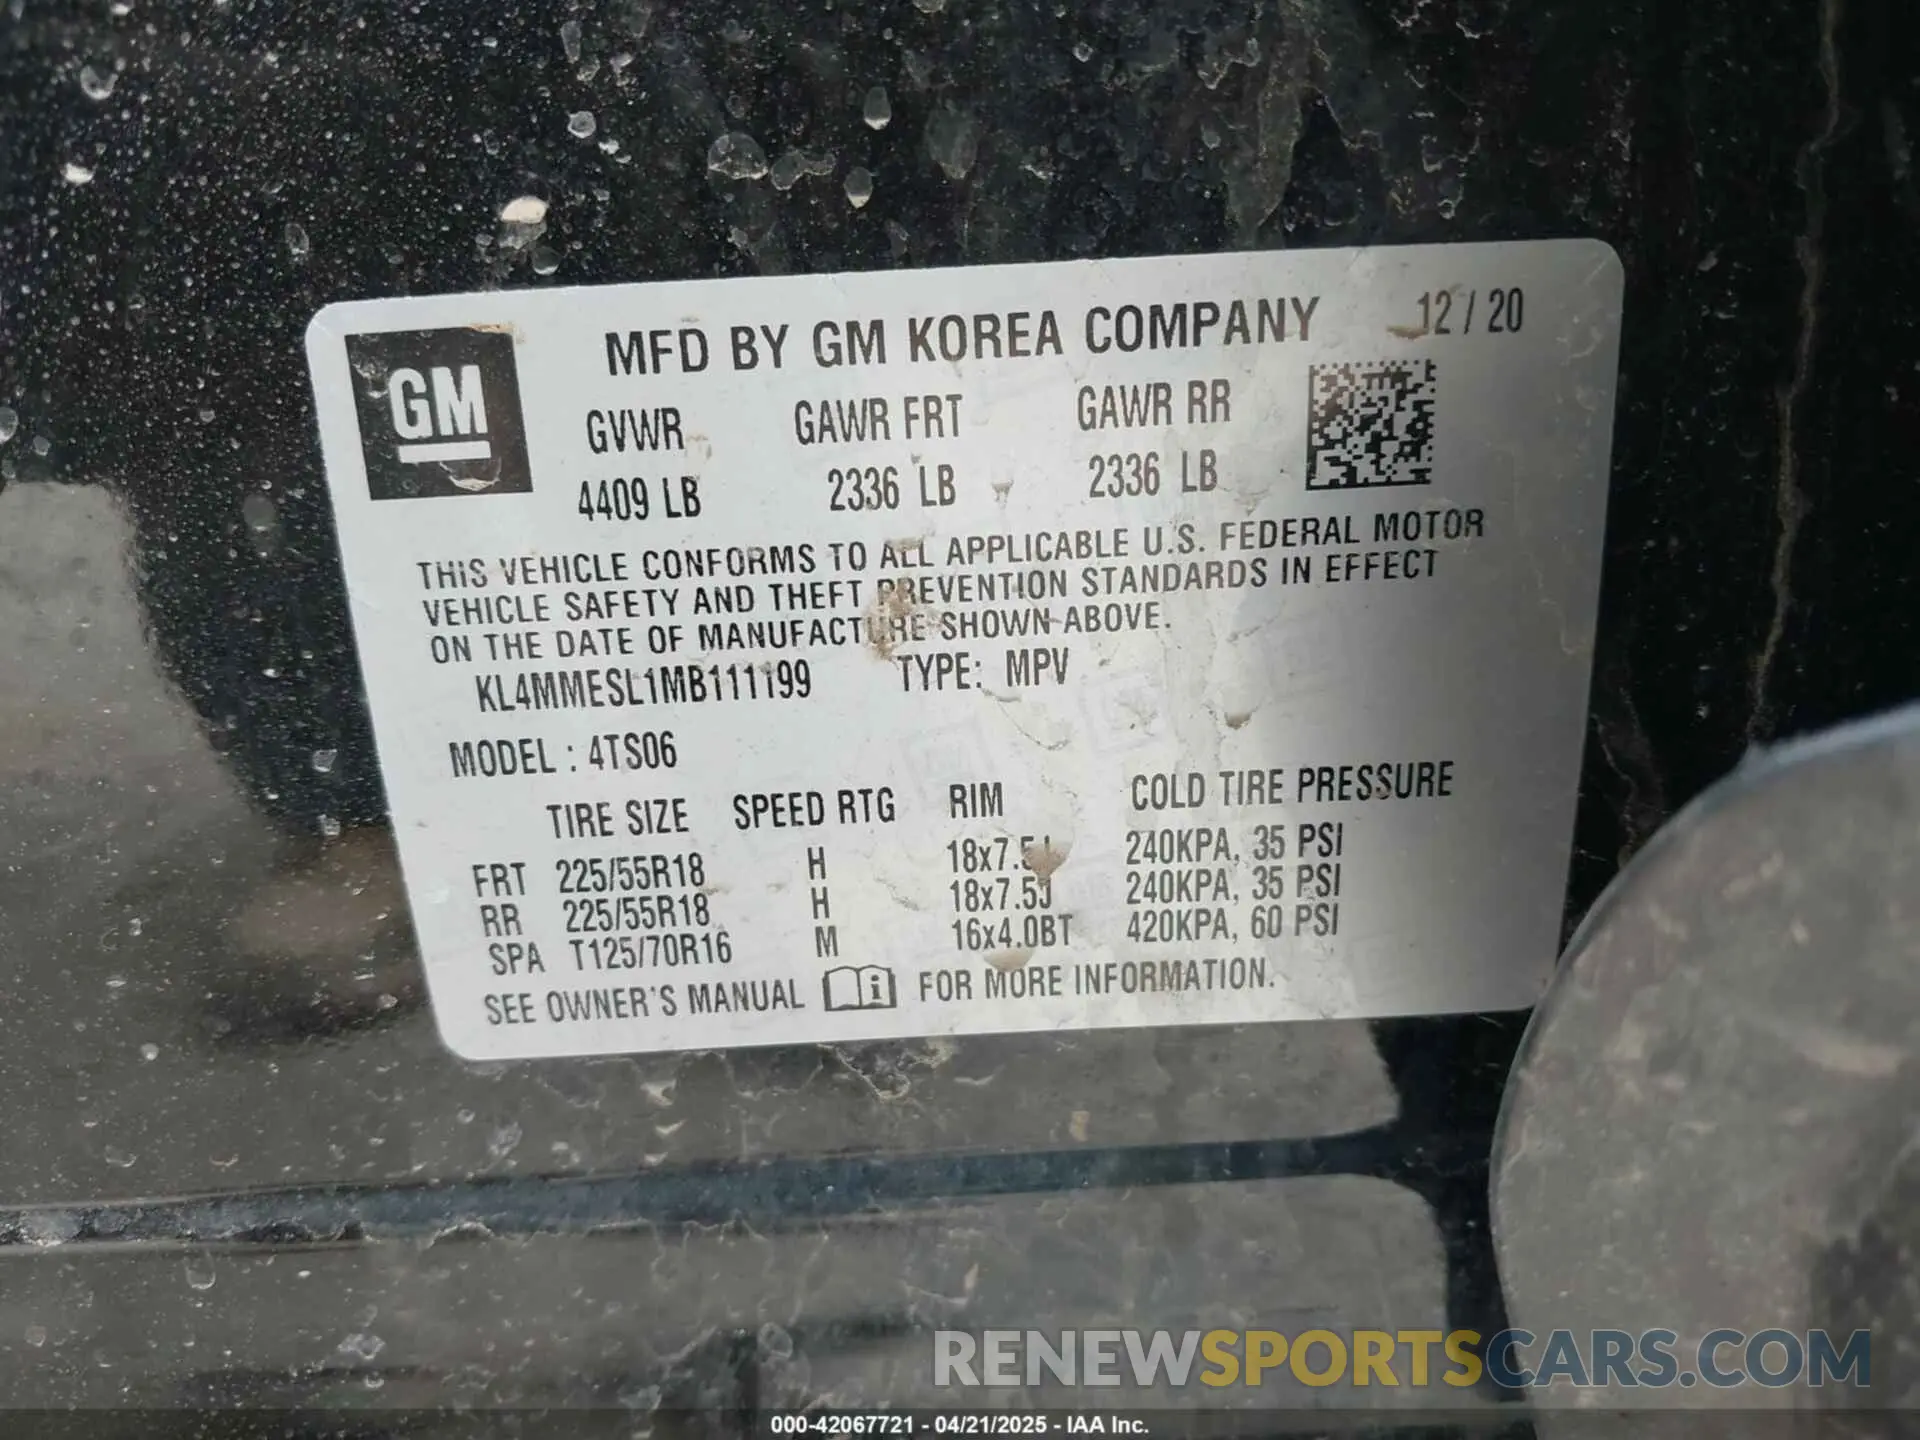 GM
MFD BY GM KOREA COMPANY 12 / 20
GVWR GAWR FRT GAWR RR
4409 LB 2336 LB 2336 LB
THIS VEHICLE CONFORMS TO ALL APPLICABLE U.S. FEDERAL MOTOR
VEHICLE SAFETY AND THEFT PREVENTION STANDARDS IN EFFECT
ON THE DATE OF MANUFACTURE SHOWN ABOVE.
KL4MMESL1MB111199 TYPE: MPV
MODEL : 4TS06
TIRE SIZE SPEED RTG RIM COLD TIRE PRESSURE
FRT 225/55R18 H 18x7.5J 240KPA, 35 PSI
RR 225/55R18 H 18x7.5J 240KPA, 35 PSI
SPA T125/70R16 M 16x4.0BT 420KPA, 60 PSI
SEE OWNER'S MANUAL i FOR MORE INFORMATION.
RENEWSPORTSCARS.COM
000-42067721 - 04/21/2025 - IAA Inc.